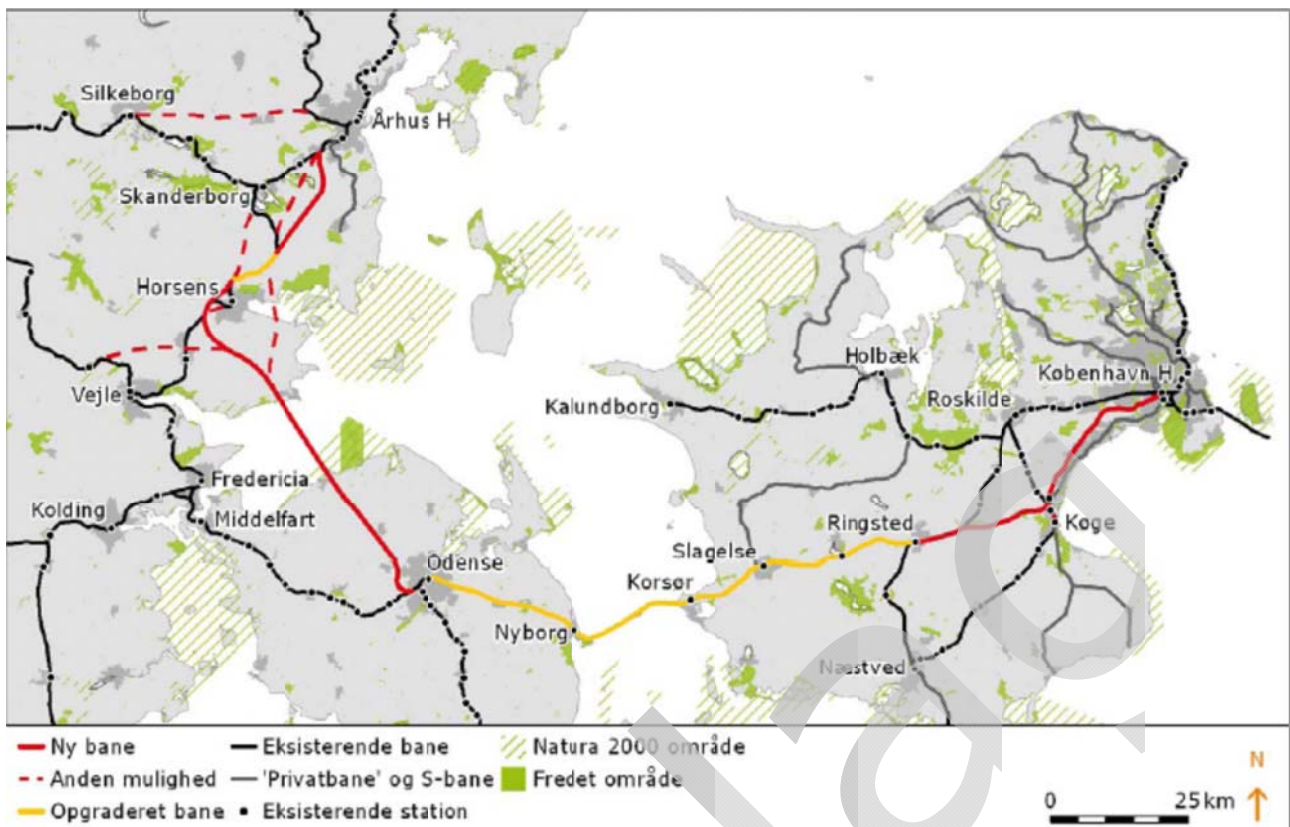 Silkeborg
Århus H
Skanderborg
Horsens
Holbæk
København H
Vejle
Kalundborg
Roskilde
Fredericia
Kolding
Middelfart
Ringsted
Køge
Odense
Slagelse
Korsør
Nyborg
Næstved
Ny bane
Eksisterende bane
Natura 2000 område
Anden mulighed
'Privatbane' og S-bane
Fredet område
Opgraderet bane
Eksisterende station
N
0 25 km